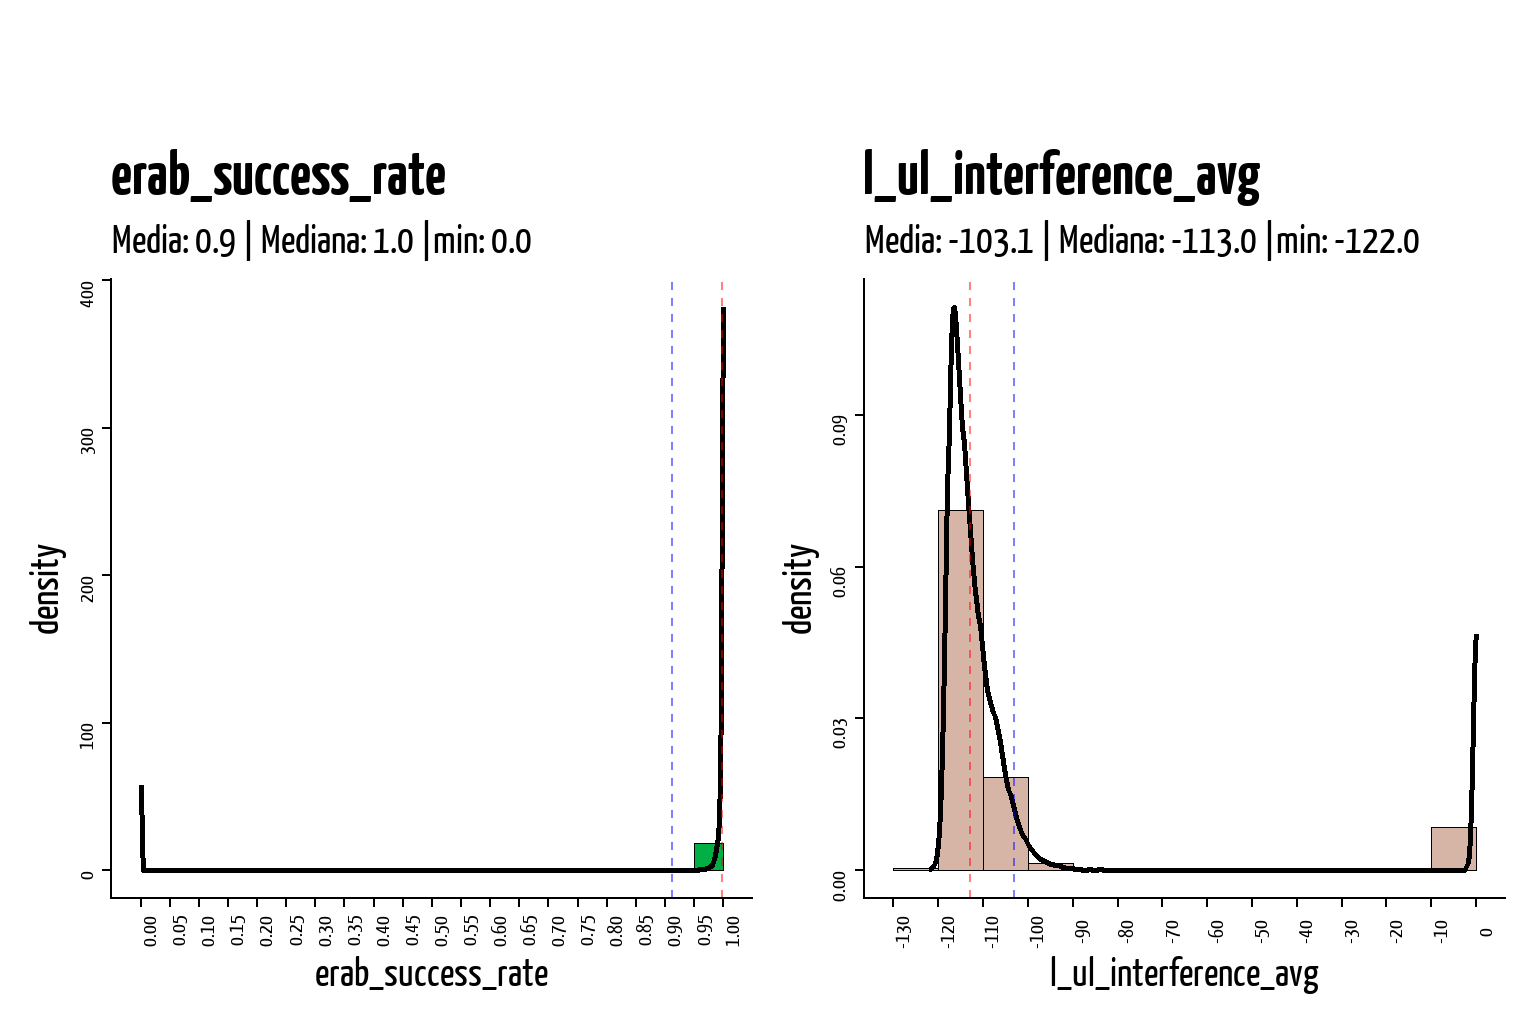 erab_success_rate
Media: 0.9 | Mediana: 1.0 |min: 0.0
density
400
300
200
100
0
0.00 0.05 0.10 0.15 0.20 0.25 0.30 0.35 0.40 0.45 0.50 0.55 0.60 0.65 0.70 0.75 0.80 0.85 0.90 0.95 1.00
erab_success_rate
l_ul_interference_avg
Media: -103.1 | Mediana: -113.0 |min: -122.0
density
0.09
0.06
0.03
0.00
-130 -120 -110 -100 -90 -80 -70 -60 -50 -40 -30 -20 -10 0
l_ul_interference_avg